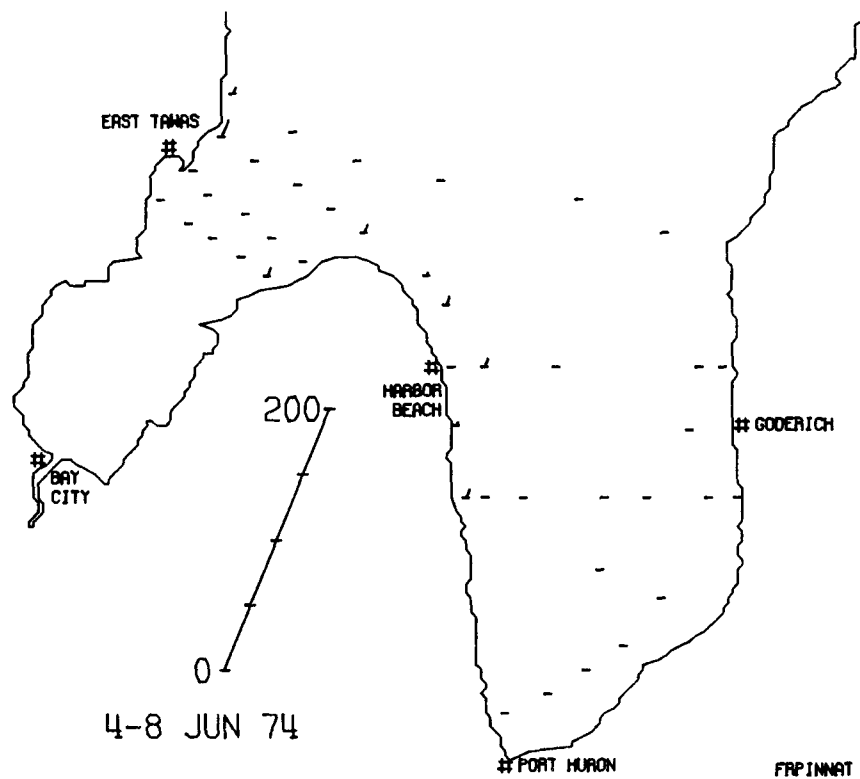 EAST TAWAS
#
200
#
HARBOR
BEACH
# GODERICH
#
BAY
CITY
0
4-8 JUN 74
# PORT HURON
FRPINNAT